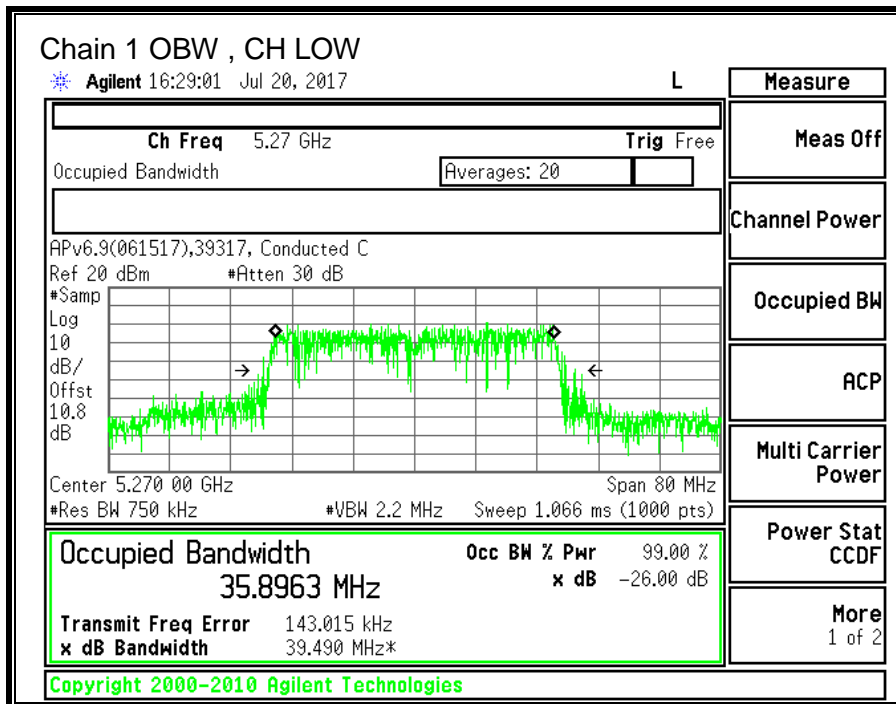 Chain 1 OBW , CH LOW
Agilent 16:29:01 Jul 20, 2017 L
Ch Freq 5.27 GHz Trig Free
Occupied Bandwidth Averages: 20
APv6.9(061517),39317, Conducted C
Ref 20 dBm #Atten 30 dB
#Samp
Log
10
dB/
Offst
10.8
dB
Center 5.270 00 GHz Span 80 MHz
#Res BW 750 kHz #VBW 2.2 MHz Sweep 1.066 ms (1000 pts)
Occupied Bandwidth Occ BW % Pwr 99.00 %
35.8963 MHz x dB -26.00 dB
Transmit Freq Error 143.015 kHz
x dB Bandwidth 39.490 MHz*
Copyright 2000-2010 Agilent Technologies
Measure
Meas Off
Channel Power
Occupied BW
ACP
Multi Carrier
Power
Power Stat
CCDF
More
1 of 2